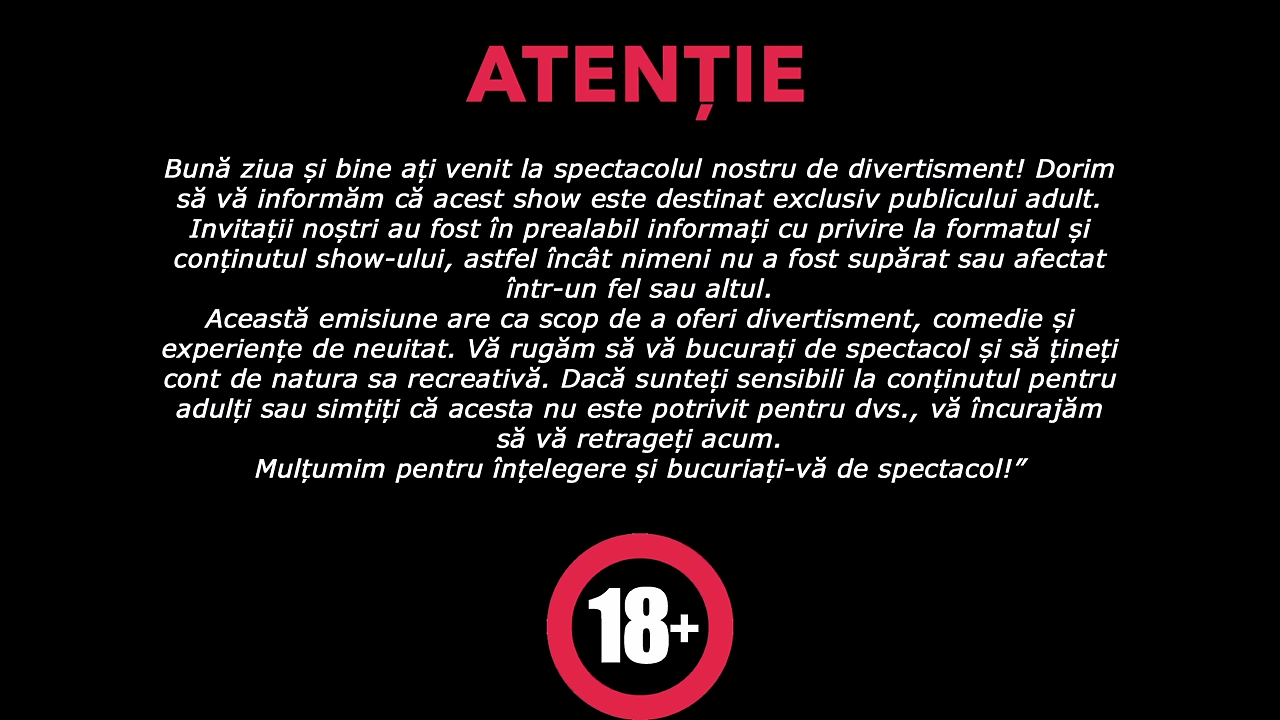 ATENȚIE
Bună ziua și bine ați venit la spectacolul nostru de divertisment! Dorim
să vă informăm că acest show este destinat exclusiv publicului adult.
Invitații noștri au fost în prealabil informați cu privire la formatul și
conținutul show-ului, astfel încât nimeni nu a fost supărat sau afectat
într-un fel sau altul.
Această emisiune are ca scop de a oferi divertisment, comedie și
experiențe de neuitat. Vă rugăm să vă bucurați de spectacol și să țineți
cont de natura sa recreativă. Dacă sunteți sensibili la conținutul pentru
adulți sau simțiți că acesta nu este potrivit pentru dvs., vă încurajăm
să vă retrageți acum.
Mulțumim pentru înțelegere și bucuriați-vă de spectacol!”
18+